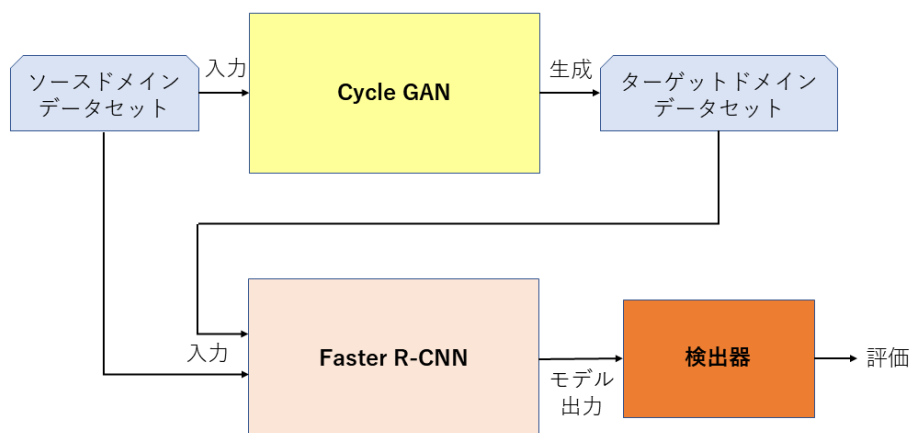 ソースドメイン
データセット
入力
Cycle GAN
生成
ターゲットドメイン
データセット
入力
Faster R-CNN
モデル
出力
検出器
評価